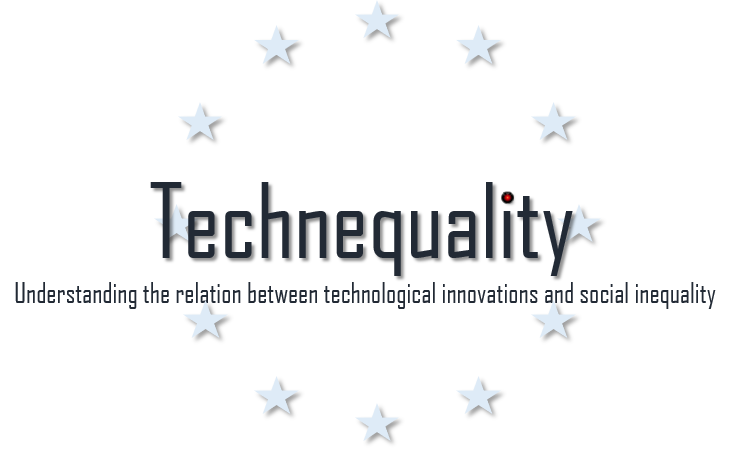 Technequality
Understanding the relation between technological innovations and social inequality